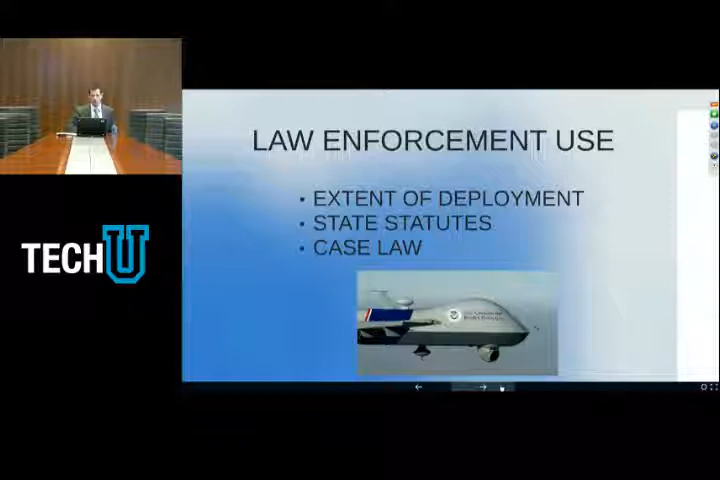 LAW ENFORCEMENT USE
• EXTENT OF DEPLOYMENT
• STATE STATUTES
• CASE LAW
TECHU